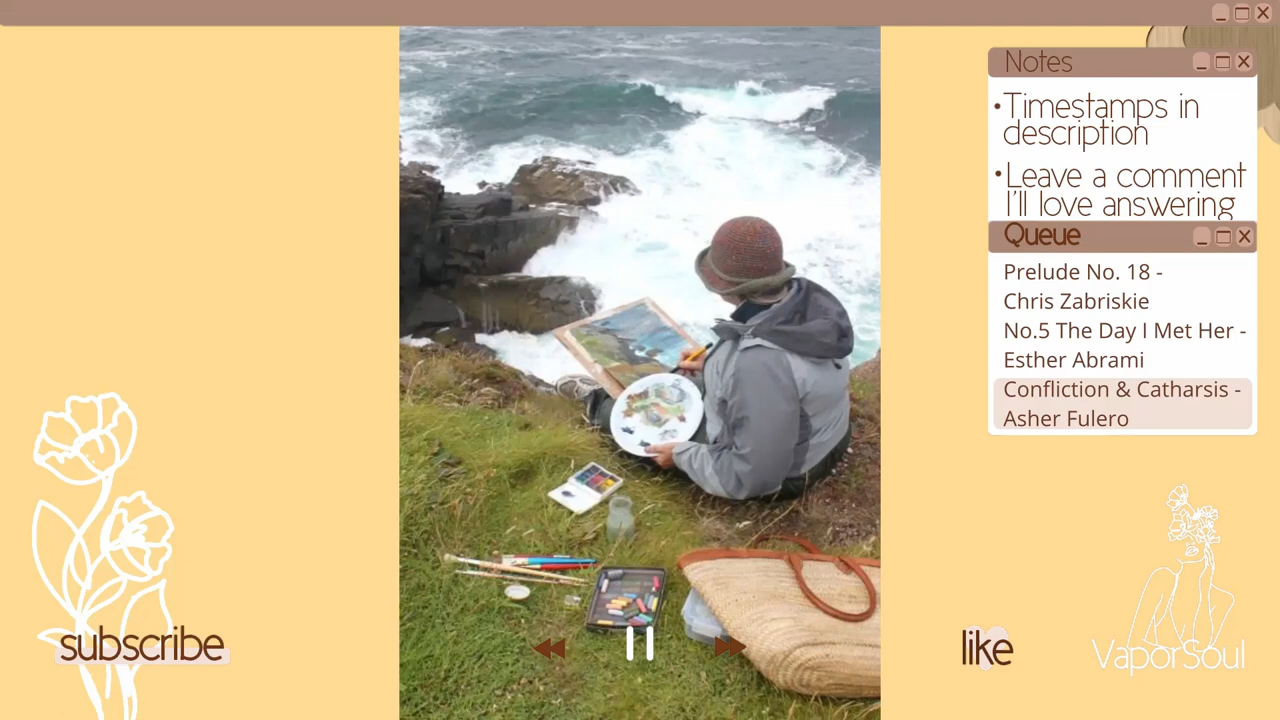 Notes
•Timestamps in
description
•Leave a comment
I'll love answering
Queue
Prelude No. 18 -
Chris Zabriskie
No.5 The Day I Met Her -
Esther Abrami
Confliction & Catharsis -
Asher Fulero
subscribe
like
VaporSoul